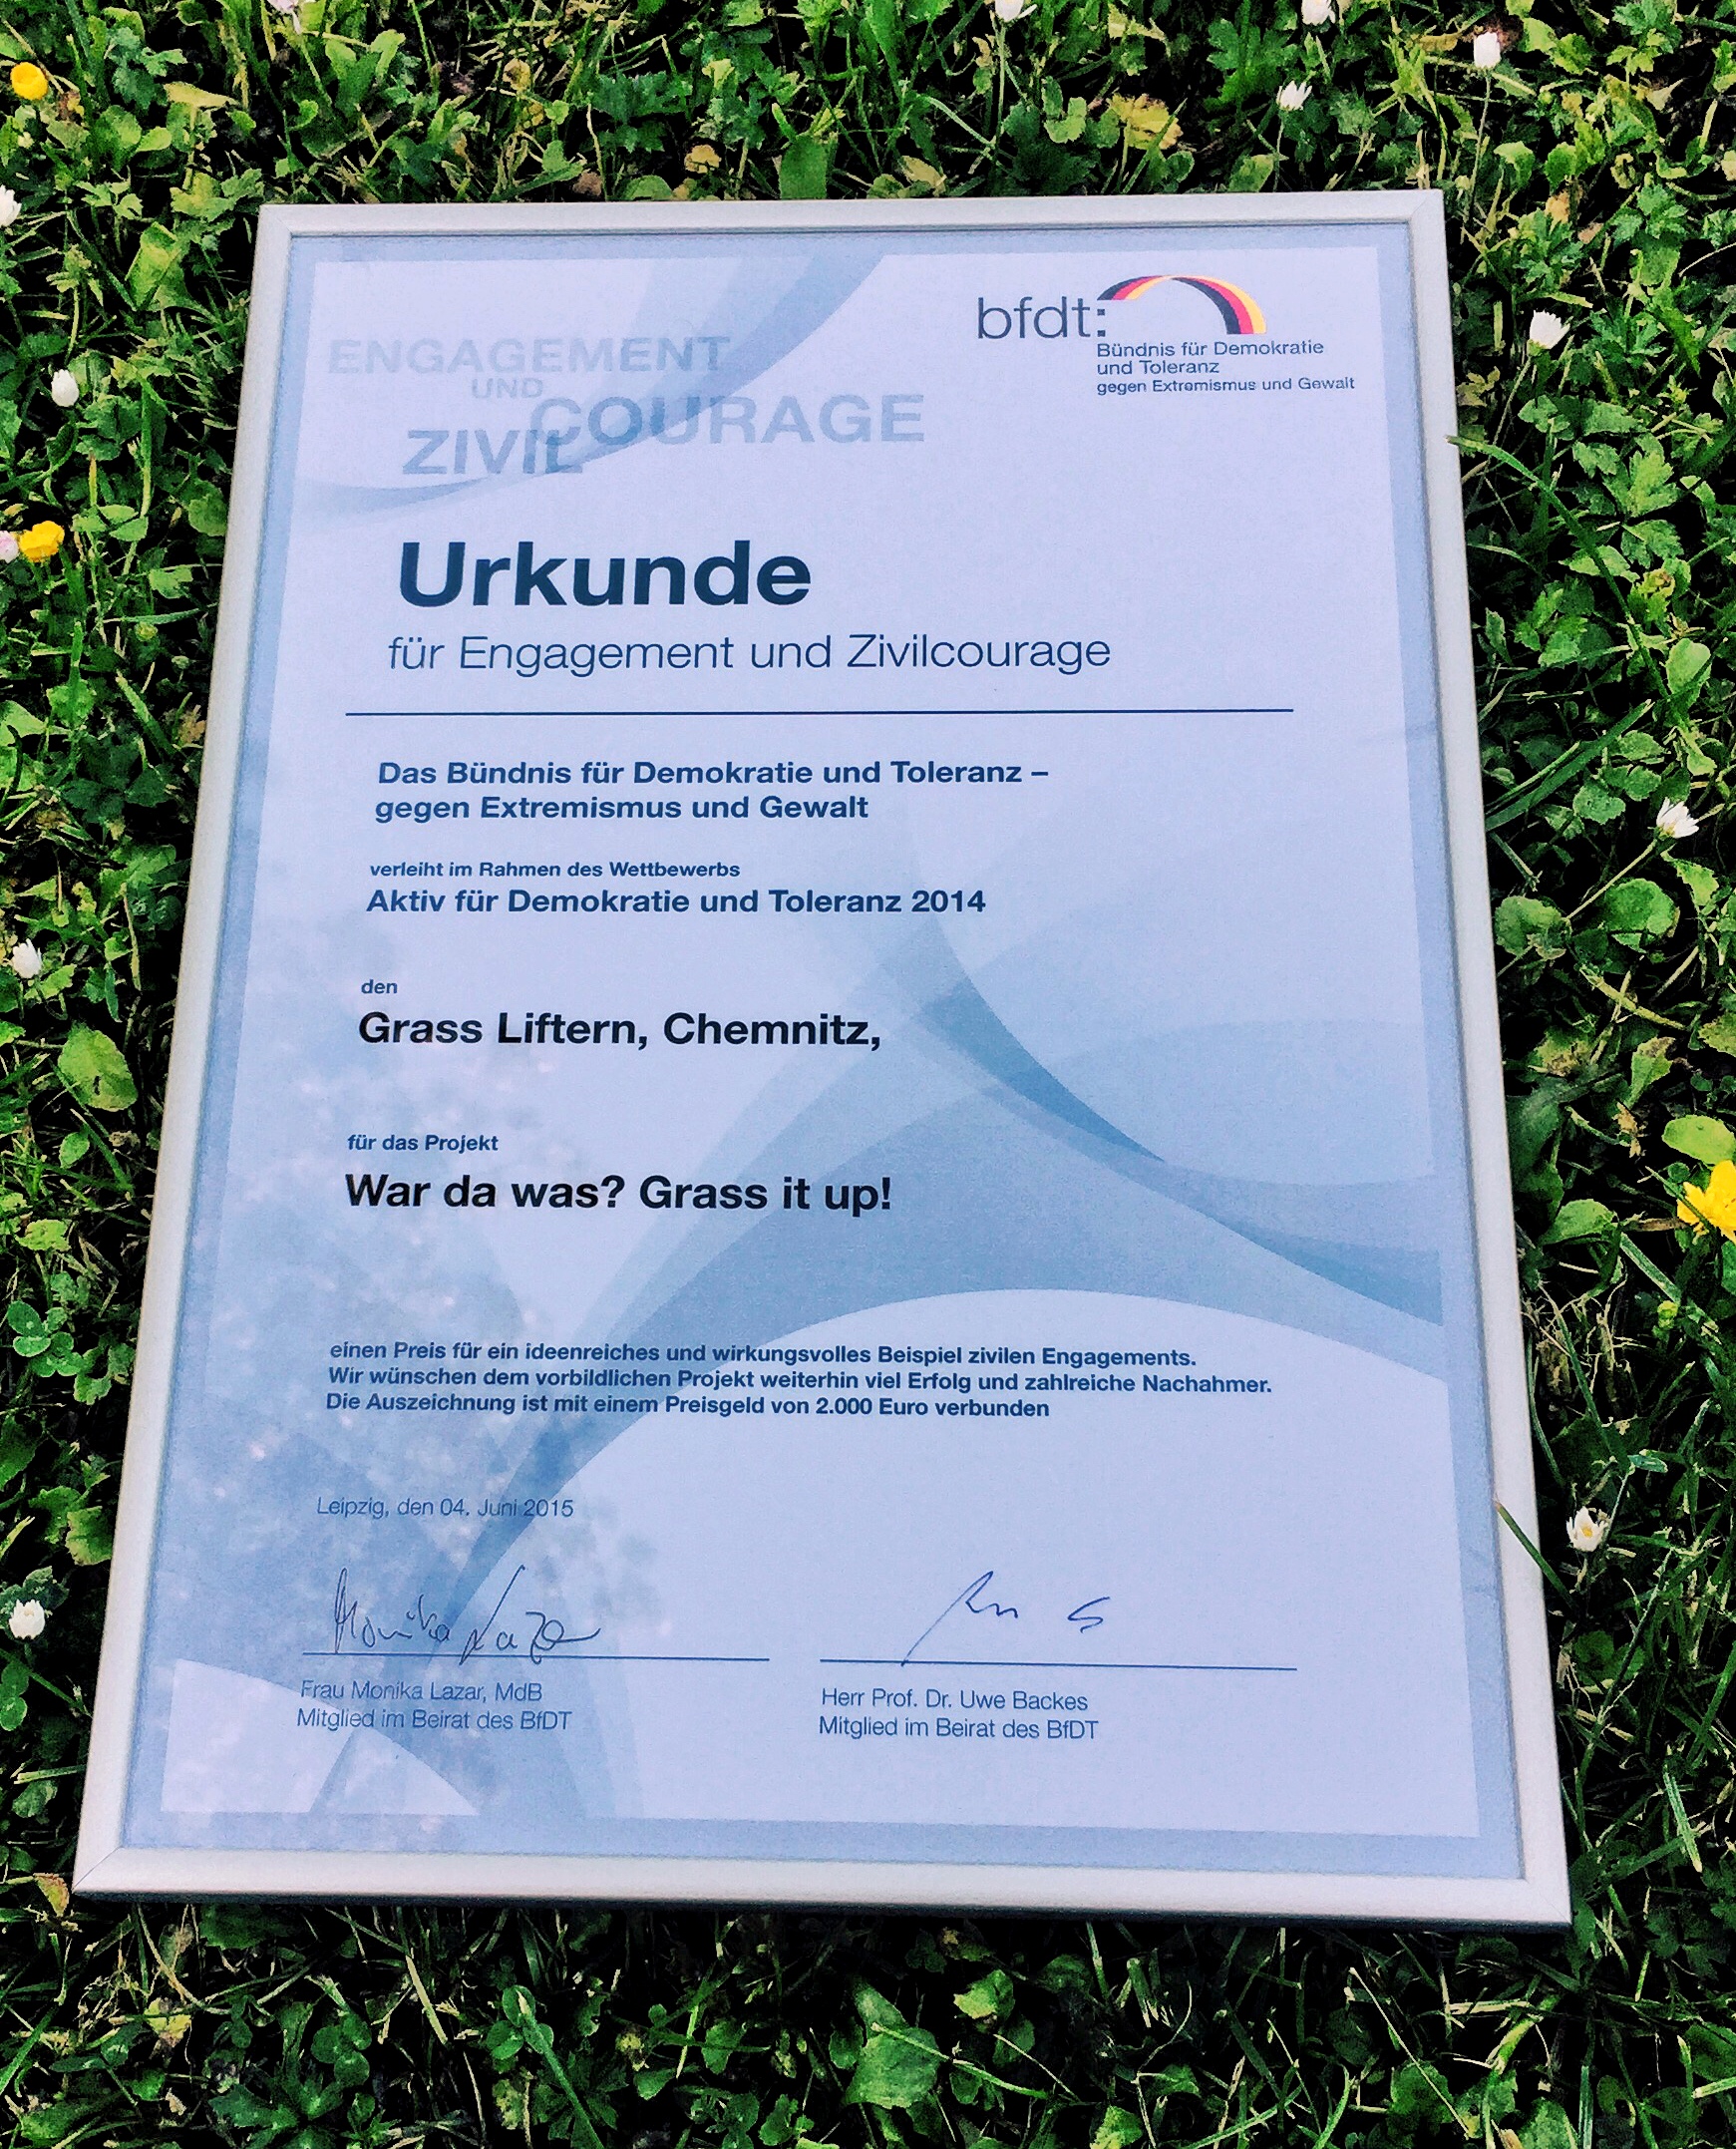 ENGAGEMENT
UND
ZIVILCOURAGE
bfdt:
Bündnis für Demokratie
und Toleranz
gegen Extremismus und Gewalt
Urkunde
für Engagement und Zivilcourage
Das Bündnis für Demokratie und Toleranz –
gegen Extremismus und Gewalt
verleiht im Rahmen des Wettbewerbs
Aktiv für Demokratie und Toleranz 2014
den
Grass Liftern, Chemnitz,
für das Projekt
War da was? Grass it up!
einen Preis für ein ideenreiches und wirkungsvolles Beispiel zivilen Engagements.
Wir wünschen dem vorbildlichen Projekt weiterhin viel Erfolg und zahlreiche Nachahmer.
Die Auszeichnung ist mit einem Preisgeld von 2.000 Euro verbunden
Leipzig, den 04. Juni 2015
Monika Lazar
Frau Monika Lazar, MdB
Mitglied im Beirat des BfDT
Herr Prof. Dr. Uwe Backes
Mitglied im Beirat des BfDT